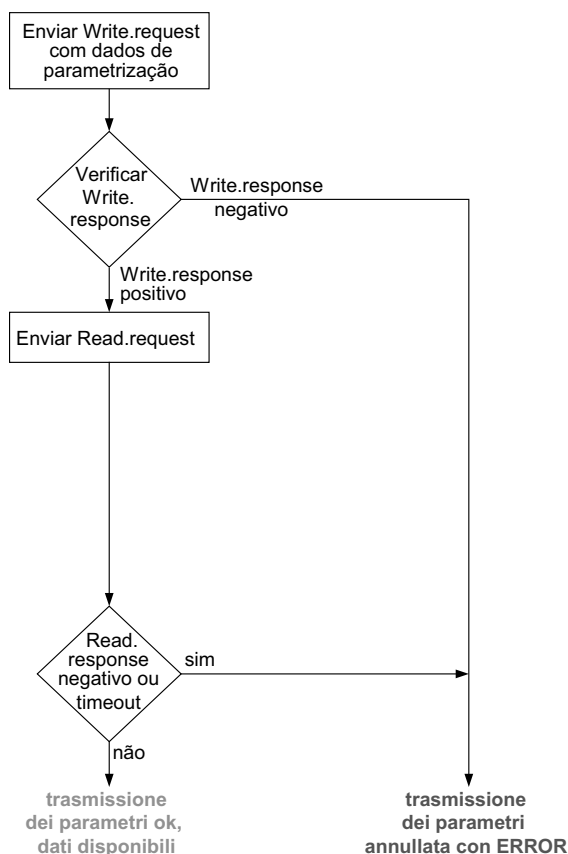 Enviar Write.request
com dados de
parametrização
Verificar
Write.
response
Write.response
negativo
Write.response
positivo
Enviar Read.request
Read.
response
negativo ou
timeout
sim
não
trasmissione
dei parametri ok,
dati disponibili
trasmissione
dei parametri
annullata con ERROR